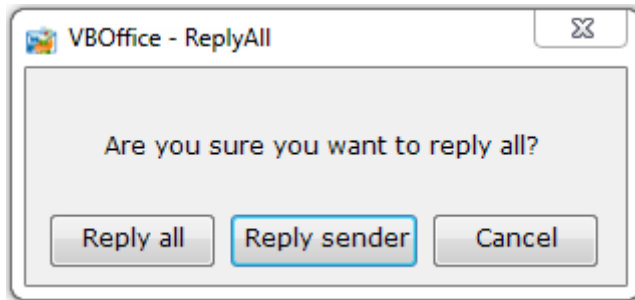 VBOffice - ReplyAll
Are you sure you want to reply all?
Reply all Reply sender Cancel